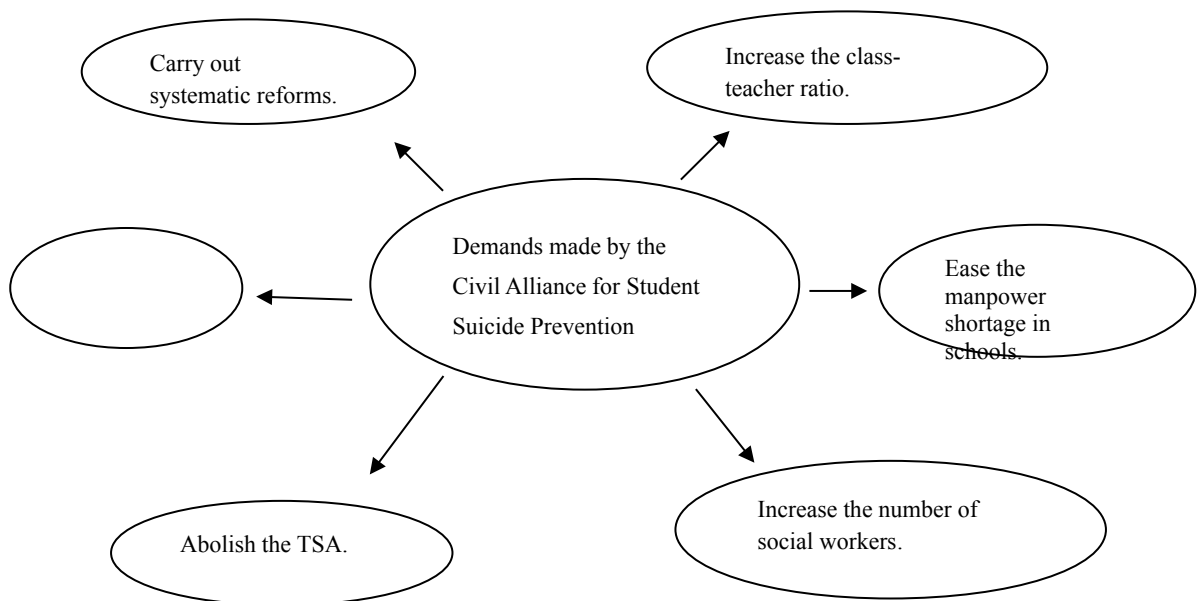 Carry out
systematic reforms.
Increase the class-
teacher ratio.
Demands made by the
Civil Alliance for Student
Suicide Prevention
Ease the
manpower
shortage in
schools.
Abolish the TSA.
Increase the number of
social workers.